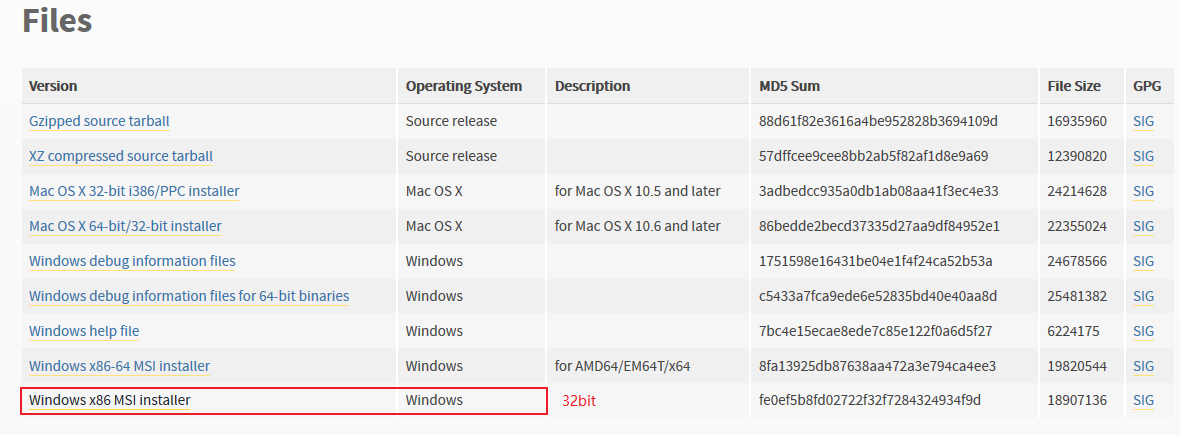 Files
Version Operating System Description MD5 Sum File Size GPG
Gzipped source tarball Source release 88d61f82e3616a4be952828b3694109d 16935960 SIG
XZ compressed source tarball Source release 57dffcee9cee8bb2ab5f82af1d8e9a69 12390820 SIG
Mac OS X 32-bit i386/PPC installer Mac OS X for Mac OS X 10.5 and later 3adbedcc935a0db1ab08aa41f3ec4e33 24214628 SIG
Mac OS X 64-bit/32-bit installer Mac OS X for Mac OS X 10.6 and later 86bedde2becd37335d27aa9df84952e1 22355024 SIG
Windows debug information files Windows 1751598e16431be04e1f4f24ca52b53a 24678566 SIG
Windows debug information files for 64-bit binaries Windows c5433a7fca9ede6e52835bd40e40aa8d 25481382 SIG
Windows help file Windows 7bc4e15ecae8ede7c85e122f0a6d5f27 6224175 SIG
Windows x86-64 MSI installer Windows for AMD64/EM64T/x64 8fa13925db87638aa472a3e794ca4ee3 19820544 SIG
Windows x86 MSI installer Windows 32bit fe0ef5b8fd02722f32f7284324934f9d 18907136 SIG